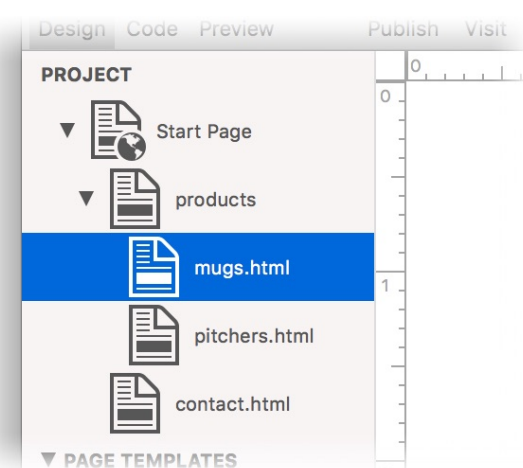 Design Code Preview Publish Visit
PROJECT
0
0
Start Page
products
mugs.html
1
pitchers.html
contact.html
PAGE TEMPLATES